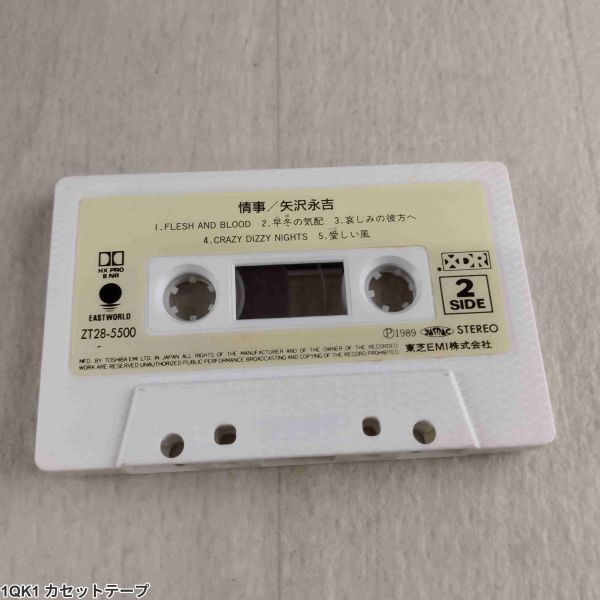 情事/矢沢永吉
1.FLESH AND BLOOD 2.早冬の気配 3.哀しみの彼方へ
4.CRAZY DIZZY NIGHTS 5.愛しい風
HX PRO
B NR
XDR
2
SIDE
EASTWORLD
ZT28-5500
Ⓟ1989 STEREO
MFD. BY TOSHIBA EMI LTD. IN JAPAN ALL RIGHTS OF THE MANUFACTURER AND OF THE OWNER OF THE RECORDED
WORK ARE RESERVED UNAUTHORIZED PUBLIC PERFORMANCE BROADCASTING AND COPYING OF THE RECORD PROHIBITED.
東芝EMI株式会社
1QK1 カセットテープ